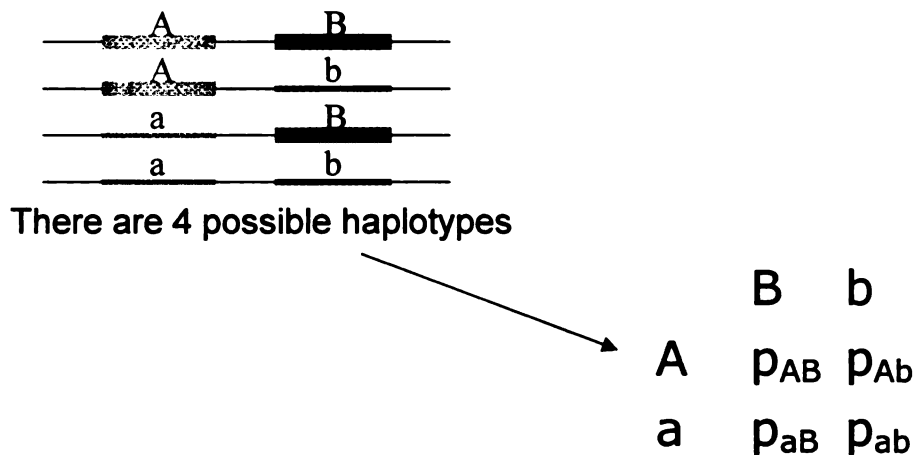 A B
A b
a B
a b
There are 4 possible haplotypes
B b
A pAB pAb
a paB pab